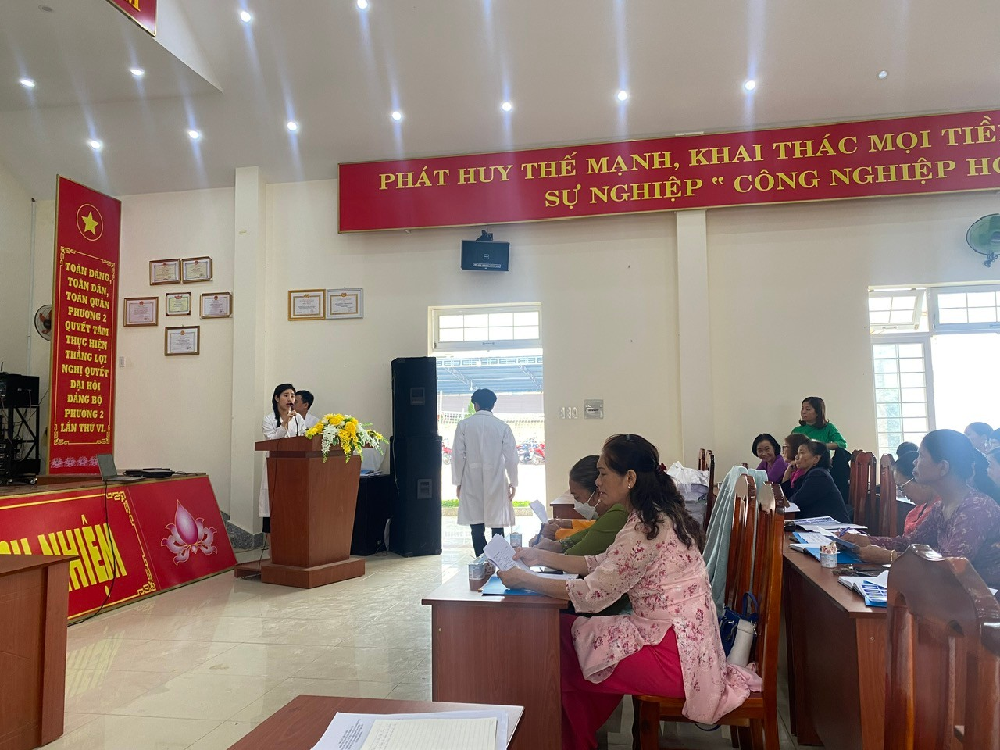 PHÁT HUY THẾ MẠNH, KHAI THÁC MỌI TIỀ
SỰ NGHIỆP “ CÔNG NGHIỆP HO
TOÀN ĐẢNG,
TOÀN DÂN,
TOÀN QUÂN
PHƯỜNG 2
QUYẾT TÂM
THỰC HIỆN
THẮNG LỢI
NGHỊ QUYẾT
ĐẠI HỘI
ĐẢNG BỘ
PHƯỜNG 2
LẦN THỨ VI.
NHIỆM